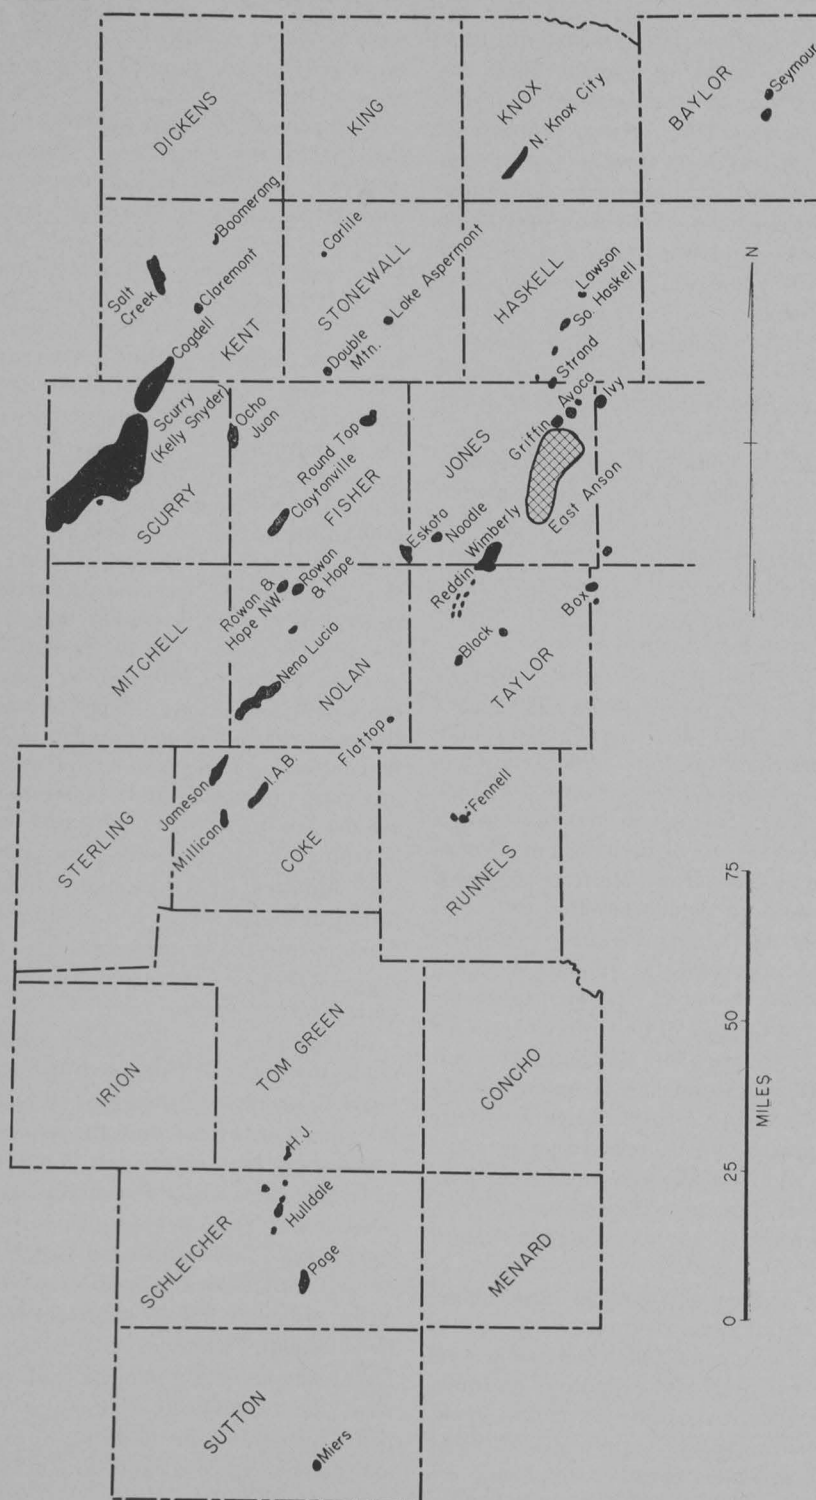 DICKENS
KING
KNOX
N. Knox City
BAYLOR
Seymour
Boomerang
Salt
Creek
Claremont
Cogdell
KENT
Carlile
STONEWALL
Lake Aspermont
Double
Mtn.
HASKELL
Lawson
So. Haskell
Strand
N
Scurry
(Kelly Snyder)
SCURRY
Ocho
Juan
Round Top
Claytonville
FISHER
JONES
Avoca
Ivy
Griffin
East Anson
Eskota
Noodle
Wimberly
MITCHELL
Rowan &
Hope NW
Rowan
& Hope
Nena Lucia
NOLAN
Flattop
Reddin
Black
TAYLOR
Box
STERLING
Jameson
Millican
I.A.B
COKE
Fennell
RUNNELS
IRION
TOM GREEN
CONCHO
H.J.
SCHLEICHER
Hulldale
Page
MENARD
SUTTON
Miers
0
25
50
75
MILES